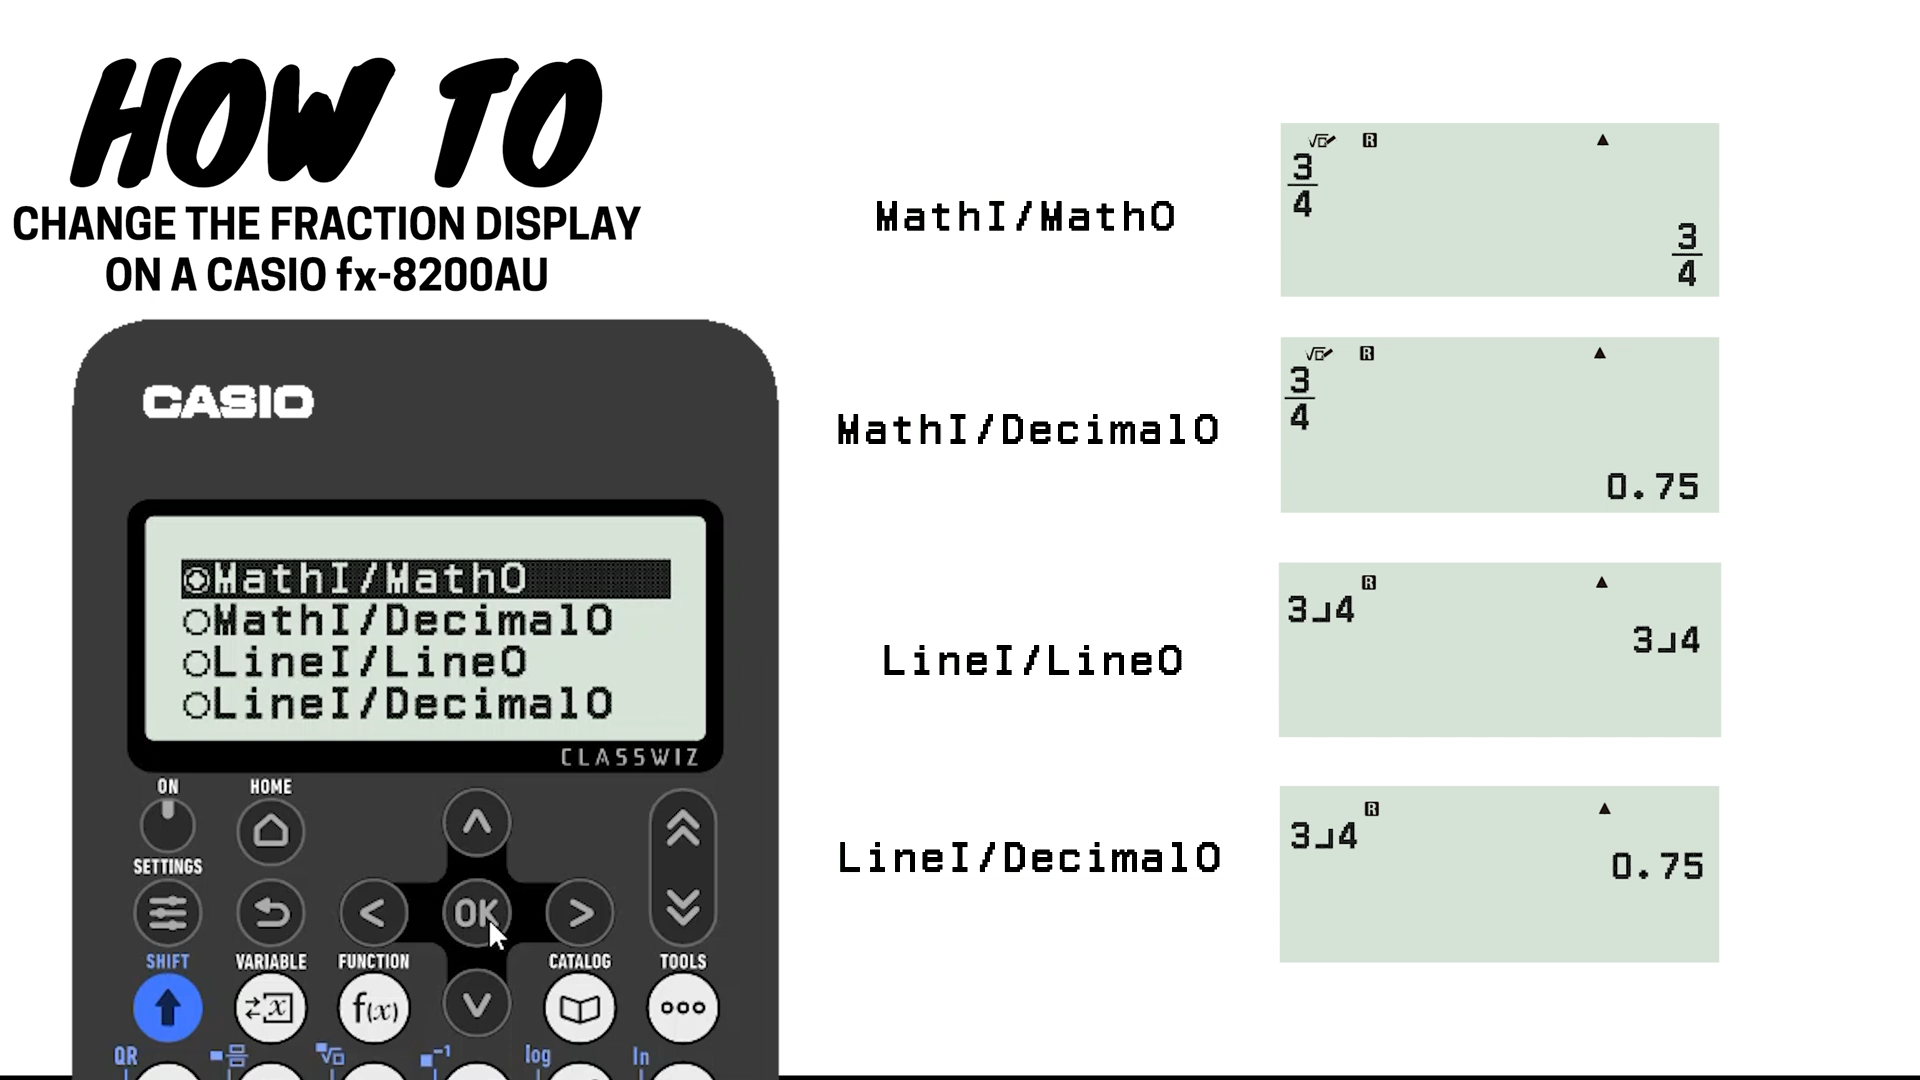 HOW TO
CHANGE THE FRACTION DISPLAY
ON A CASIO fx-8200AU
CASIO
MathI/MathO
MathI/DecimalO
LineI/LineO
LineI/DecimalO
CLASSWIZ
ON
HOME
SETTINGS
OK
SHIFT
VARIABLE
FUNCTION
CATALOG
TOOLS
x
f(x)
QR
√
-1
log
ln
MathI/MathO
√ R ▲
3
4
3
4
MathI/DecimalO
√ R ▲
3
4
0.75
LineI/LineO
R ▲
3⌟4
3⌟4
LineI/DecimalO
R ▲
3⌟4
0.75